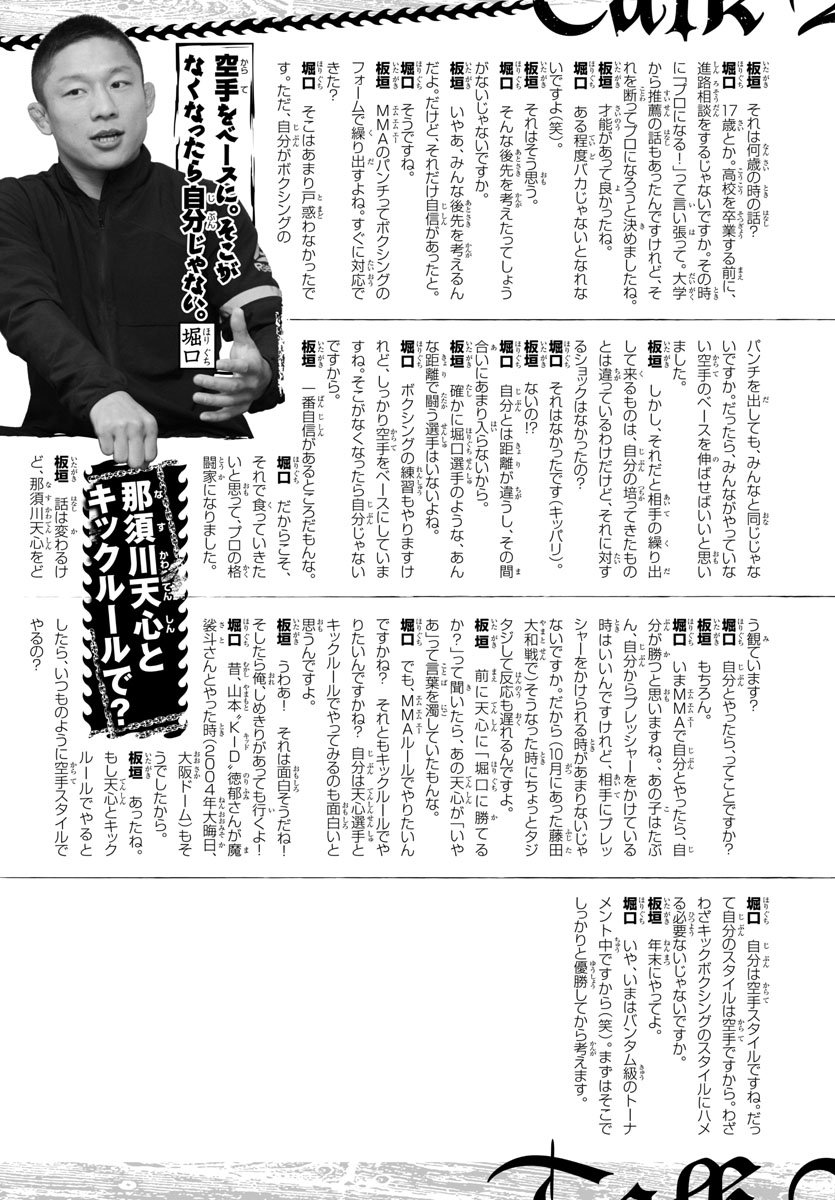 Talk
空手をベースに。そこが
なくなったら自分じゃない。
堀口
板垣 それは何歳の時の話？
堀口 17歳とか。高校を卒業する前に、
進路相談をするじゃないですか。その時
に「プロになる！」って言い張って。大学
から推薦の話もあったんですけれど、そ
れを断ってプロになろうと決めましたね。
板垣 才能があって良かったね。
堀口 ある程度バカじゃないとなれな
いですよ（笑）。
板垣 それはそう思う。
堀口 そんな後先を考えたってしょう
がないじゃないですか。
板垣 いやあ、みんな後先を考えるん
だよ。だけど、それだけ自信があったと。
堀口 そうですね。
板垣 MMAのパンチってボクシングの
フォームで繰り出すよね。すぐに対応で
きた？
堀口 そこはあまり戸惑わなかったで
す。ただ、自分がボクシングの
パンチを出しても、みんなと同じじゃな
いですか。だったら、みんながやっていな
い空手のベースを伸ばせばいいと思い
ました。
板垣 しかし、それだと相手の繰り出
して来るものは、自分の培ってきたもの
とは違っているわけだけど、それに対す
るショックはなかったの？
堀口 それはなかったです（キッパリ）。
板垣 ないの!?
堀口 自分とは距離が違うし、その間
合いにあまり入らないから。
板垣 確かに堀口選手のような、あん
な距離で闘う選手はいないよね。
堀口 ボクシングの練習もやりますけ
れど、しっかり空手をベースにしていま
すね。そこがなくなったら自分じゃない
ですから。
板垣 一番自信があるところだもんな。
堀口 だからこそ、
それで食っていきた
いと思って、プロの格
闘家になりました。
那須川天心と
キックルールで？
板垣 話は変わるけ
ど、那須川天心をど
う観ています？
堀口 自分とやったら、ってことですか？
板垣 もちろん。
堀口 いまMMAで自分とやったら、自
分が勝つと思いますね。あの子はたぶ
ん、自分からプレッシャーをかけている
時はいいんですけれど、相手にプレッ
シャーをかけられる時があまりないじゃ
ないですか。だから（10月にあった藤田
大和戦で）そうなった時にちょっとタジ
タジして反応も遅れるんですよ。
板垣 前に天心に「堀口に勝てる
か？」って聞いたら、あの天心が「いや
あ」って言葉を濁していたもんな。
堀口 でも、MMAルールでやりたいん
ですかね？ それともキックルールでや
りたいんですかね？ 自分は天心選手と
キックルールでやってみるのも面白いと
思うんですよ。
板垣 うわあ！ それは面白そうだね！
そしたら俺じめきりがあっても行くよ！
堀口 昔、山本“KID”徳郁さんが魔
裟斗さんとやった時（2004年大晦日、
大阪ドーム）もそ
うでしたから。
板垣 あったね。
もし天心とキック
ルールでやると
したら、いつものように空手スタイルで
やるの？
堀口 自分は空手スタイルですね。だっ
て自分のスタイルは空手ですから。わざ
わざキックボクシングのスタイルにハメ
る必要ないじゃないですか。
板垣 年末にやってよ。
堀口 いや、いまはバンタム級のトーナ
メント中ですから（笑）。まずはそこで
しっかりと優勝してから考えます。
Talk